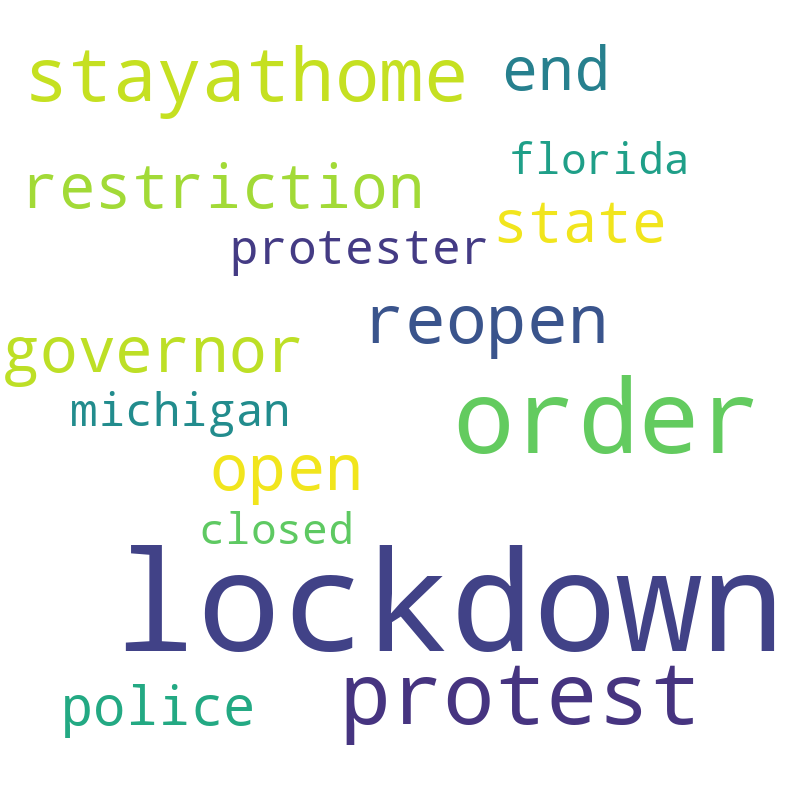 stayathome end
florida
restriction
state
protester
reopen
governor
order
michigan
open
closed
lockdown
protest
police